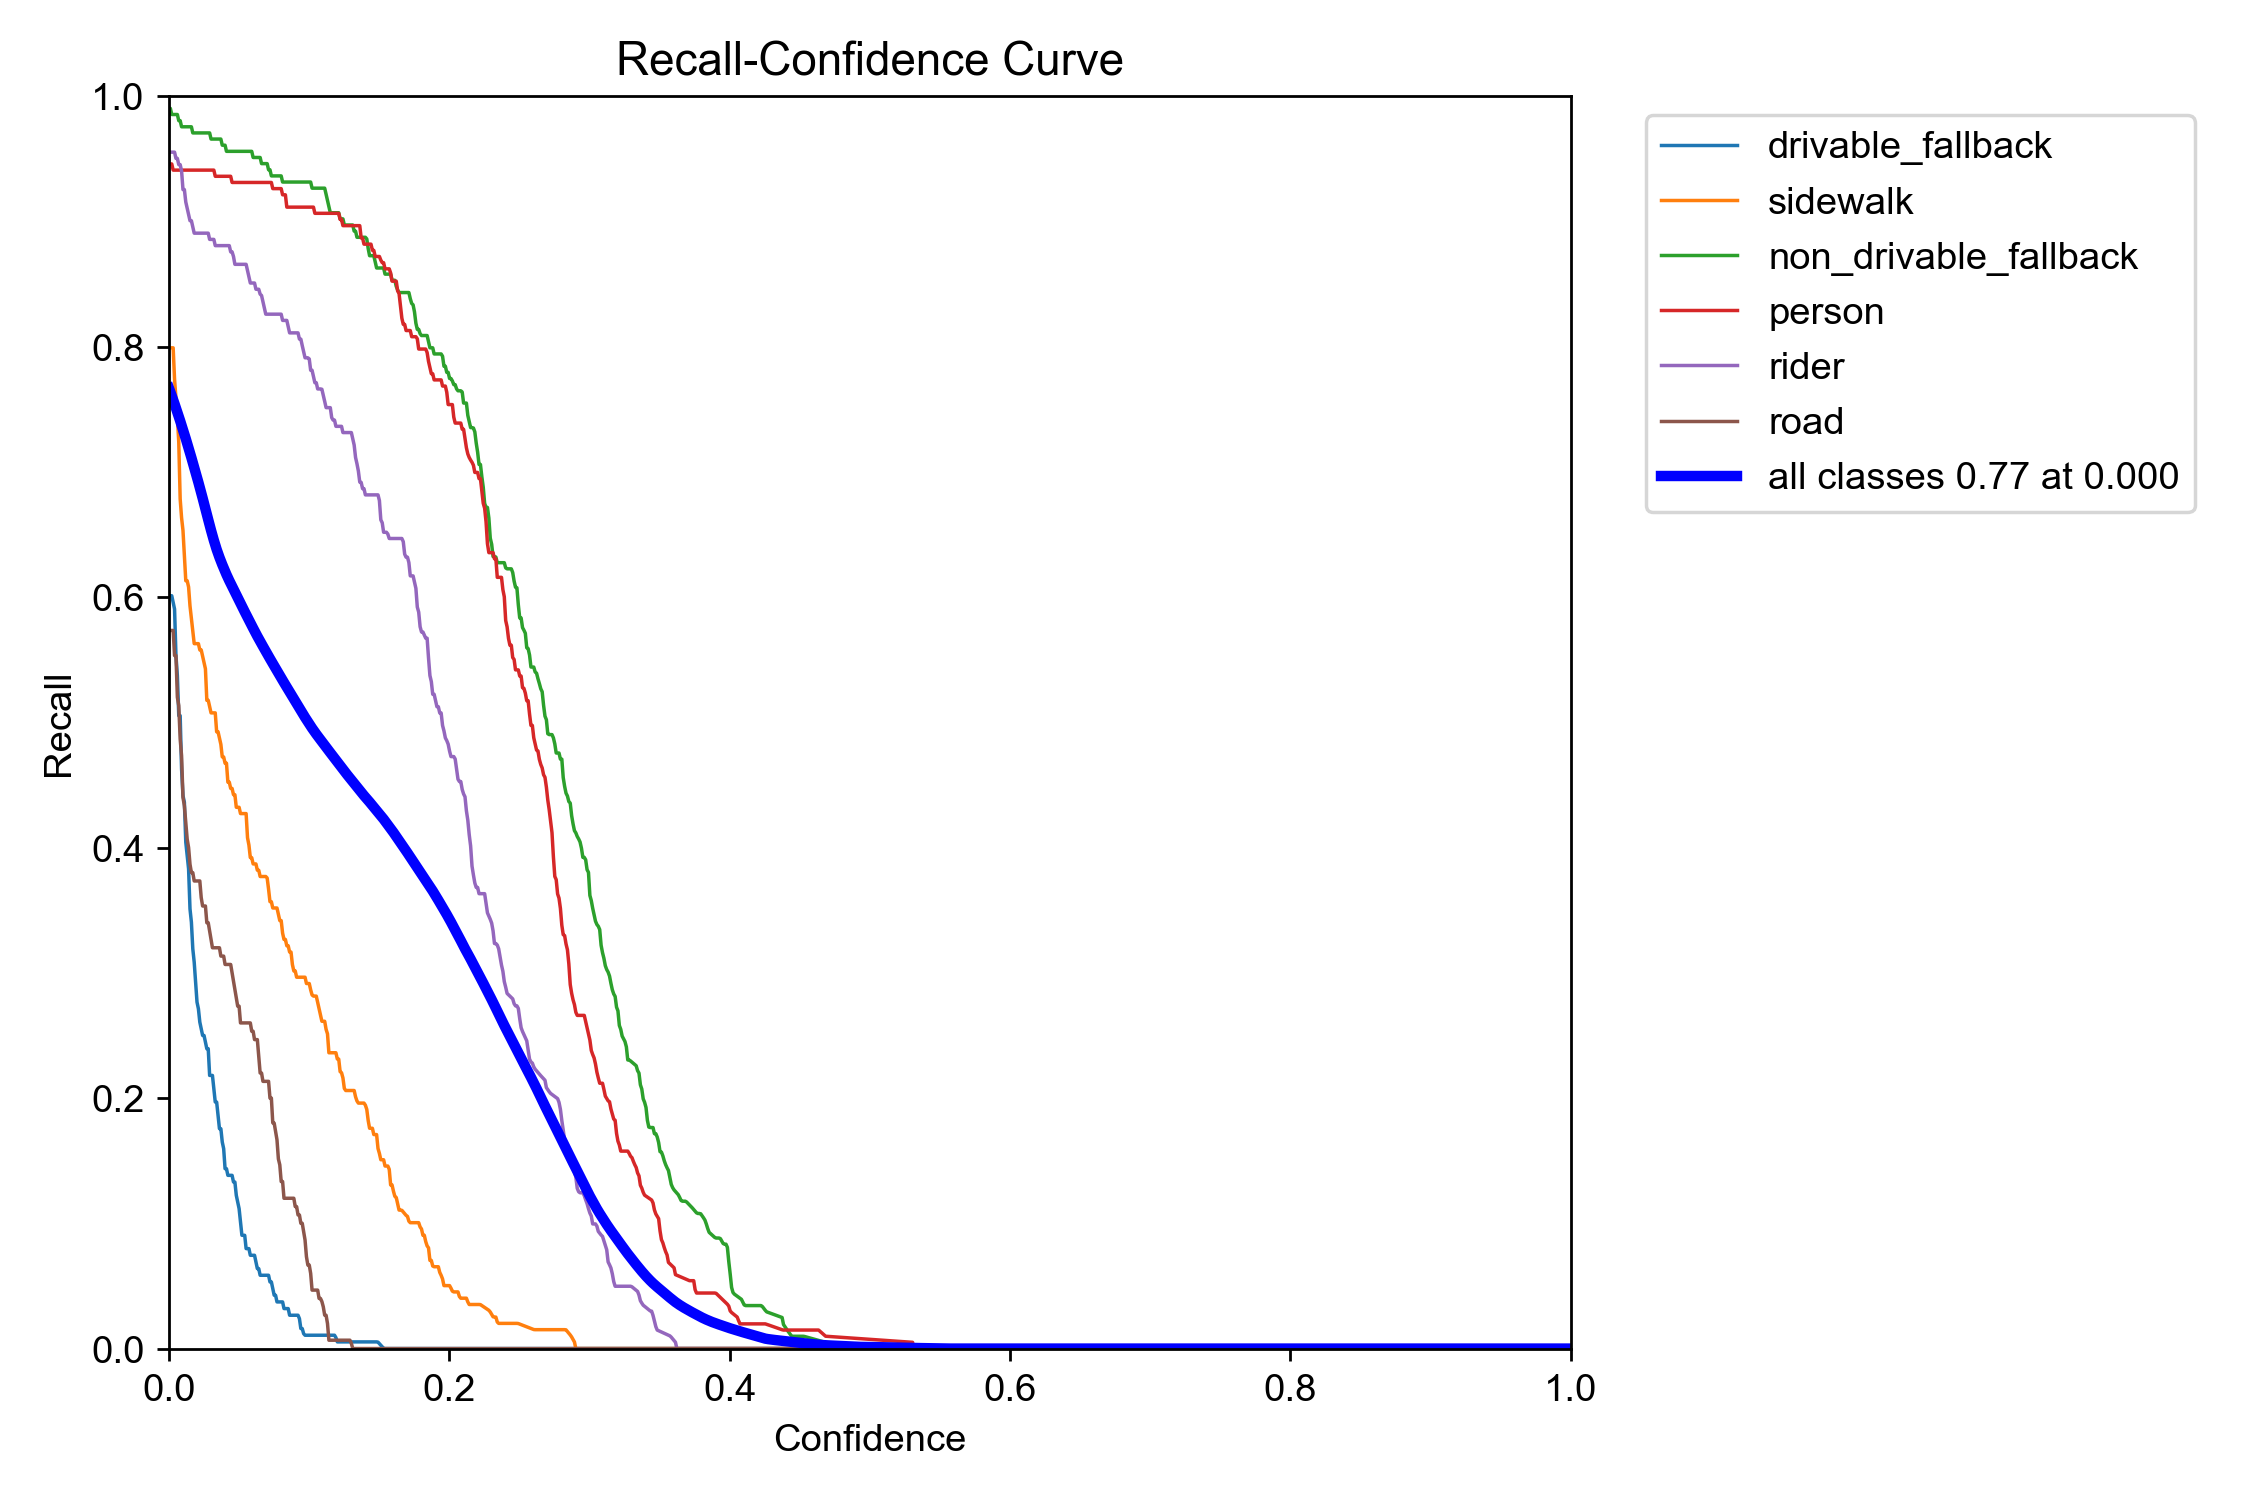 Recall-Confidence Curve
1.0
0.8
0.6
0.4
0.2
0.0
Recall
0.0 0.2 0.4 0.6 0.8 1.0
Confidence
drivable_fallback
sidewalk
non_drivable_fallback
person
rider
road
all classes 0.77 at 0.000